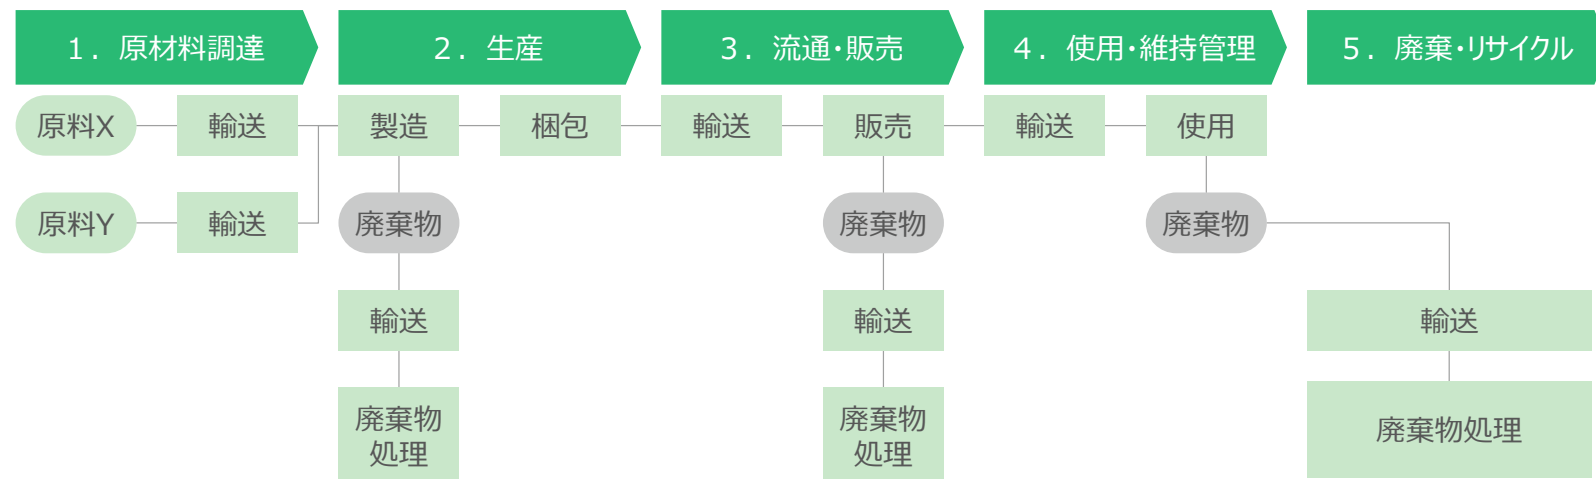 1．原材料調達
2．生産
3．流通・販売
4．使用・維持管理
5．廃棄・リサイクル
原料X
輸送
製造
梱包
輸送
販売
輸送
使用
原料Y
輸送
廃棄物
廃棄物
廃棄物
輸送
輸送
輸送
廃棄物
処理
廃棄物
処理
廃棄物処理